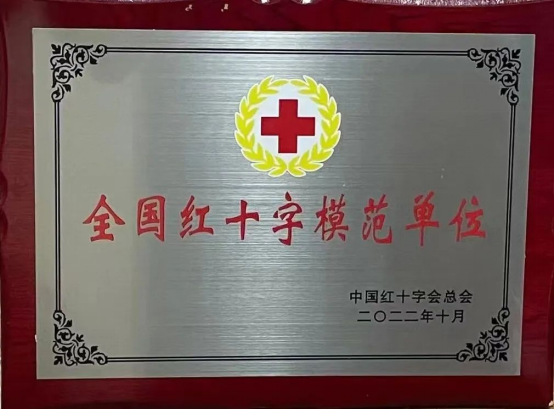 全国红十字模范单位
中国红十字会总会
二〇二二年十月